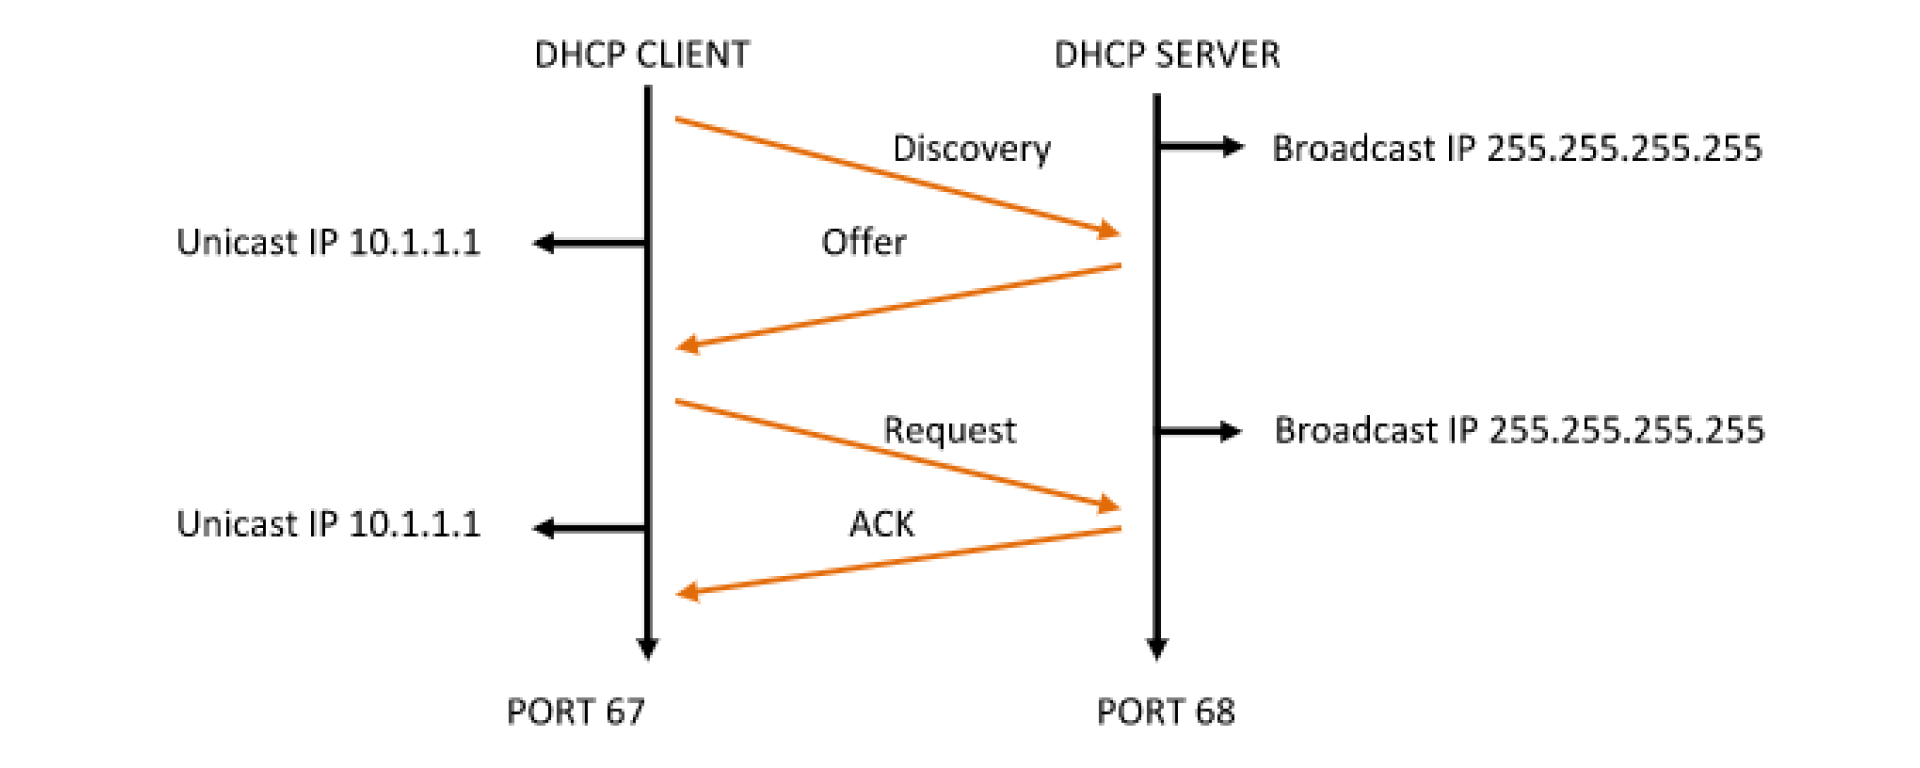 DHCP CLIENT
DHCP SERVER
Discovery
Broadcast IP 255.255.255.255
Unicast IP 10.1.1.1
Offer
Request
Broadcast IP 255.255.255.255
Unicast IP 10.1.1.1
ACK
PORT 67
PORT 68